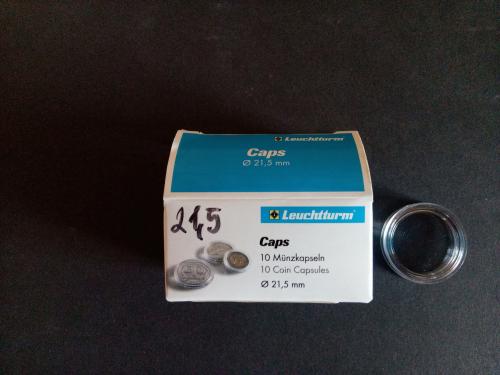 Leuchtturm
Caps
Ø 21,5 mm
21,5
Leuchtturm
Caps
10 Münzkapseln
10 Coin Capsules
Ø 21,5 mm